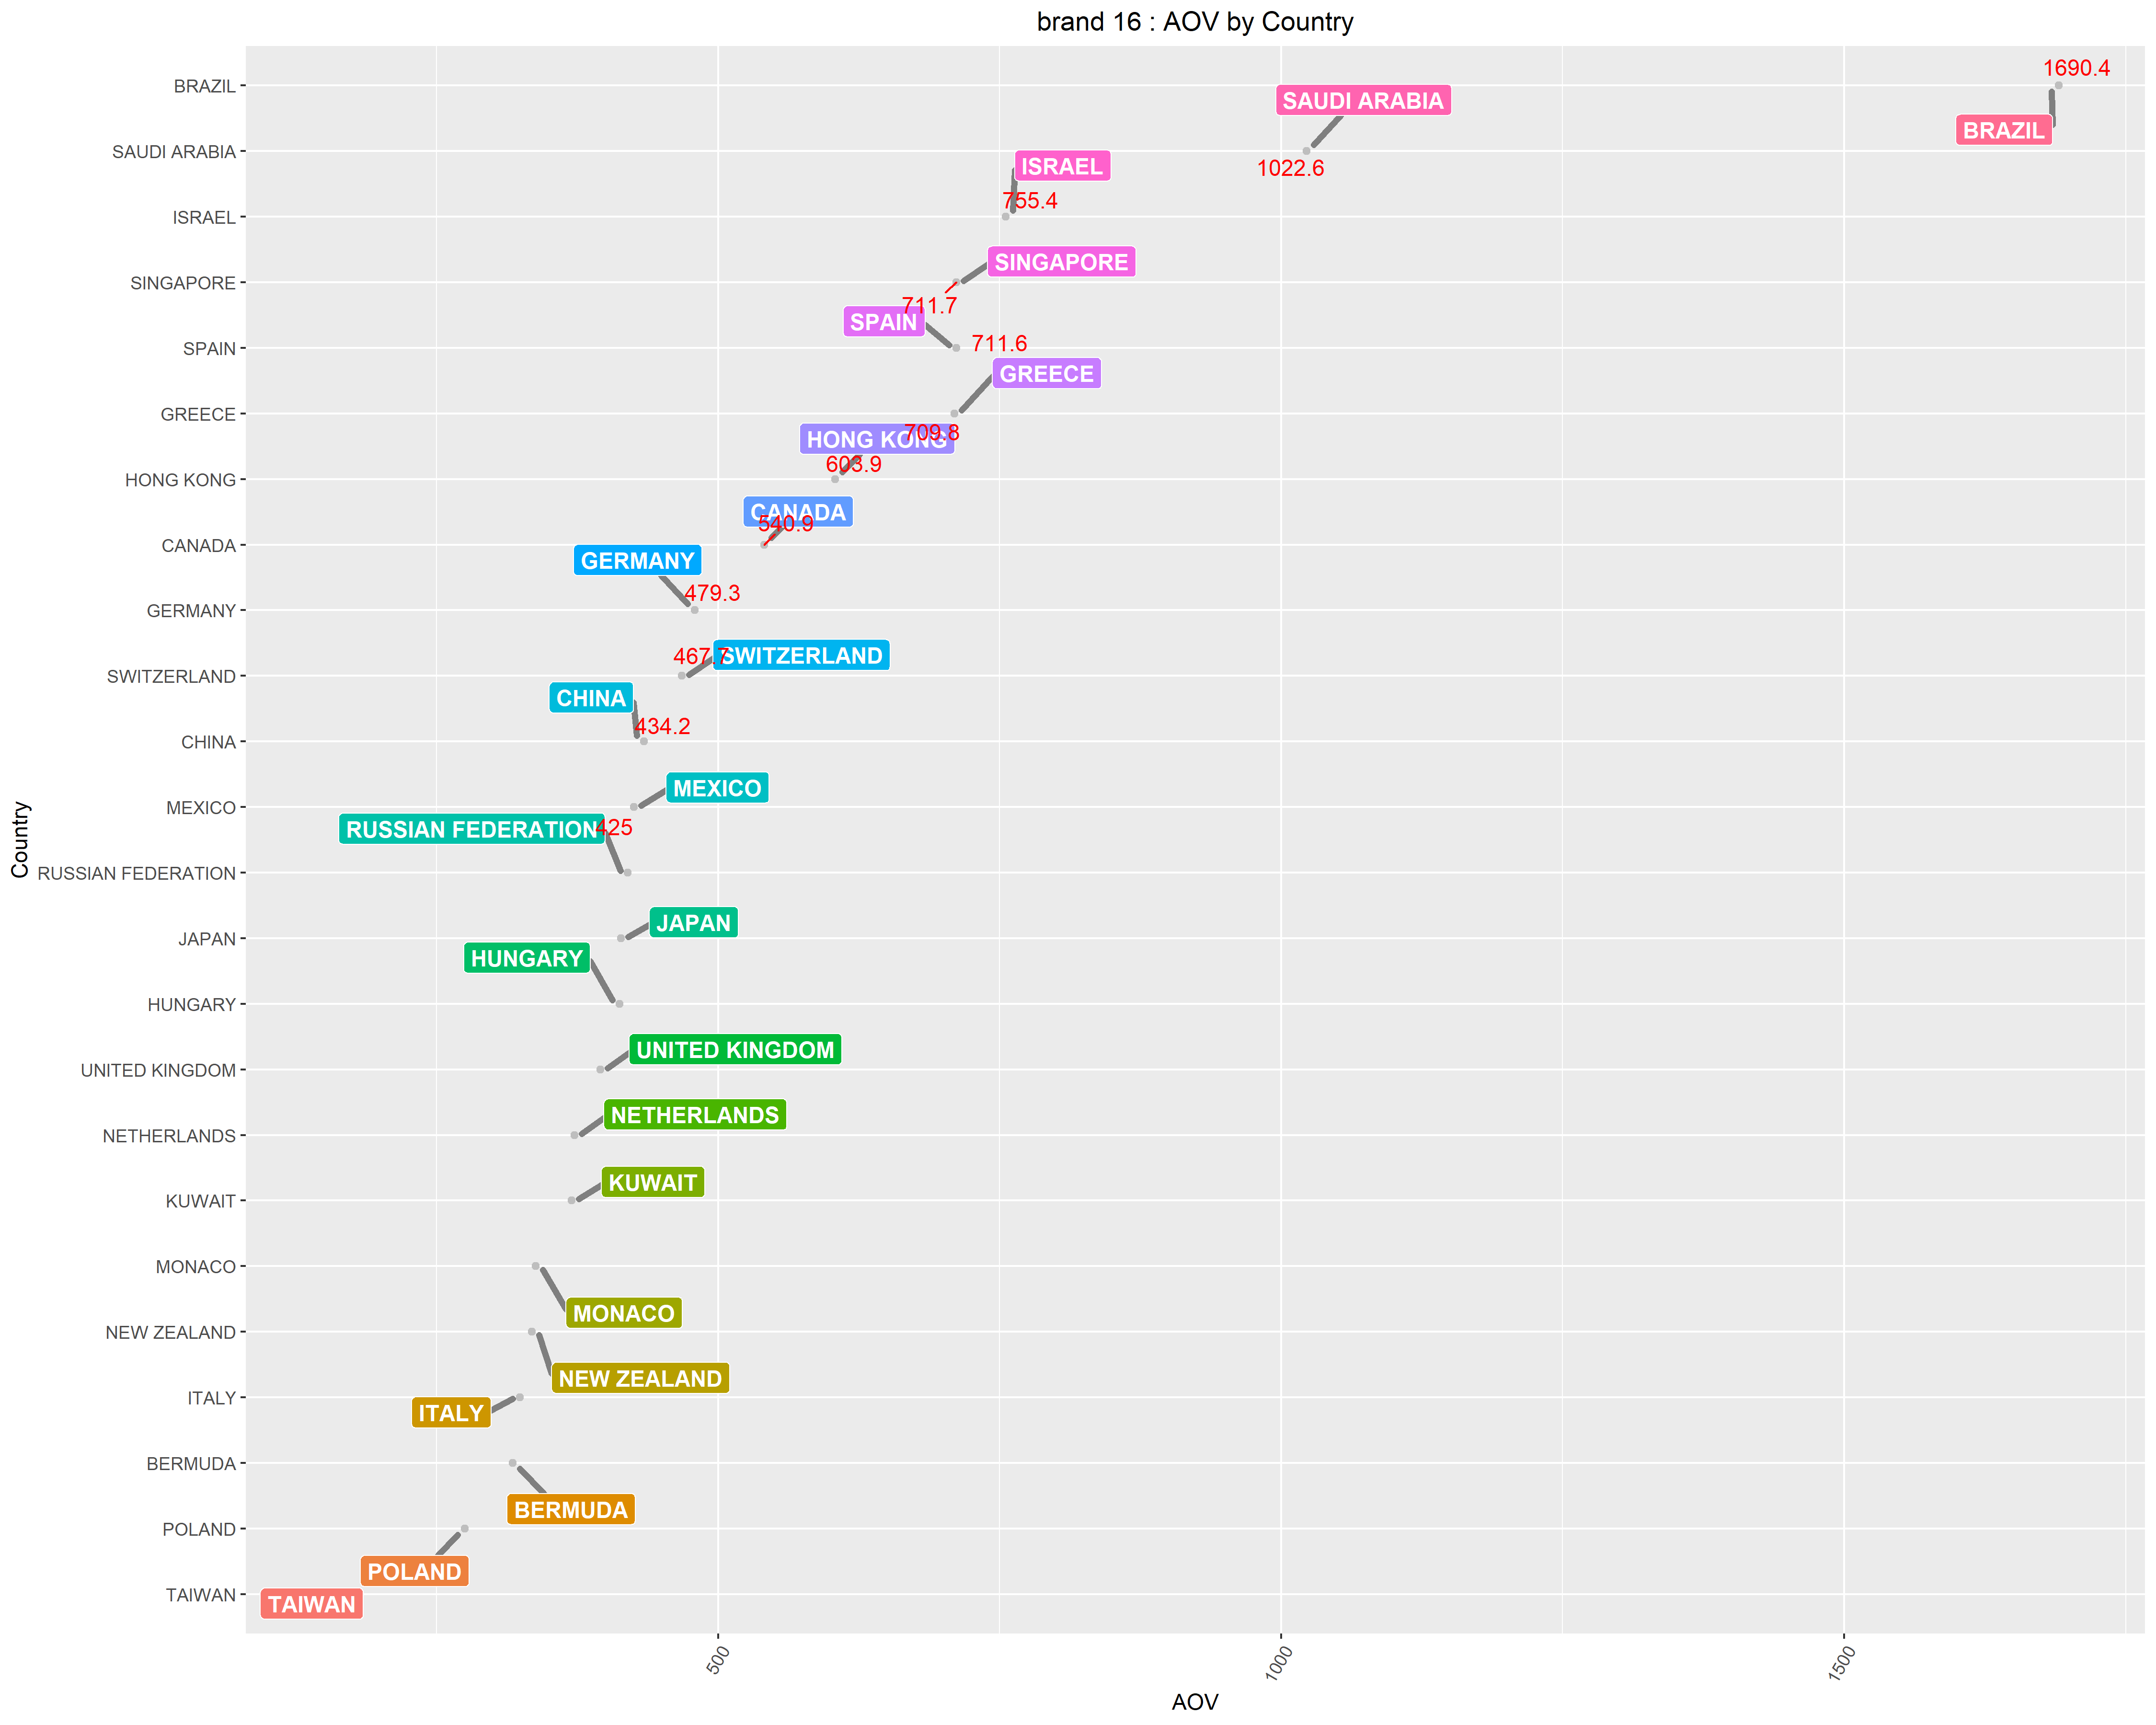 brand 16 : AOV by Country
BRAZIL
1690.4
SAUDI ARABIA
BRAZIL
SAUDI ARABIA
1022.6
ISRAEL
755.4
ISRAEL
SINGAPORE
SINGAPORE
711.7
SPAIN
711.6
SPAIN
GREECE
GREECE
709.8
HONG KONG
603.9
HONG KONG
CANADA
540.9
CANADA
GERMANY
479.3
GERMANY
467.7
SWITZERLAND
SWITZERLAND
CHINA
434.2
CHINA
MEXICO
MEXICO
RUSSIAN FEDERATION
425
RUSSIAN FEDERATION
JAPAN
JAPAN
HUNGARY
HUNGARY
UNITED KINGDOM
UNITED KINGDOM
NETHERLANDS
NETHERLANDS
KUWAIT
KUWAIT
MONACO
MONACO
NEW ZEALAND
NEW ZEALAND
ITALY
ITALY
BERMUDA
BERMUDA
POLAND
POLAND
TAIWAN
TAIWAN
Country
500
1000
1500
AOV